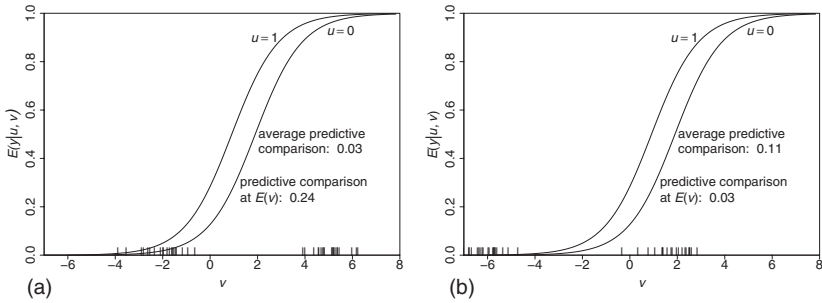 1.0
0.8
0.6
0.4
0.2
0.0
E(y|u, v)
u = 1
u = 0
average predictive
comparison: 0.03
predictive comparison
at E(v): 0.24
−6 −4 −2 0 2 4 6 8
v
(a)
1.0
0.8
0.6
0.4
0.2
0.0
E(y|u, v)
u = 1
u = 0
average predictive
comparison: 0.11
predictive comparison
at E(v): 0.03
−6 −4 −2 0 2 4 6 8
v
(b)